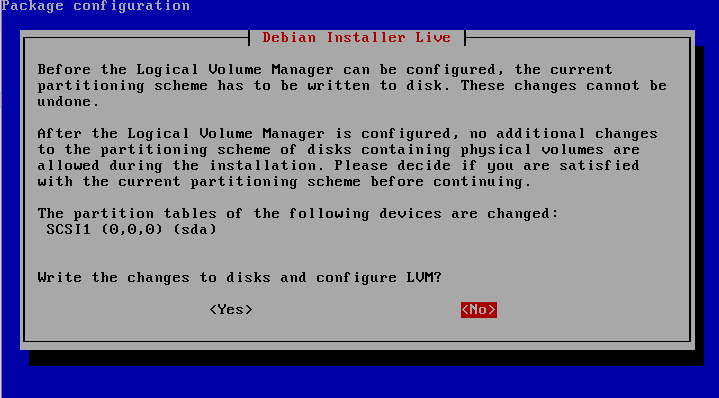 Package configuration
Debian Installer Live
Before the Logical Volume Manager can be configured, the current
partitioning scheme has to be written to disk. These changes cannot be
undone.
After the Logical Volume Manager is configured, no additional changes
to the partitioning scheme of disks containing physical volumes are
allowed during the installation. Please decide if you are satisfied
with the current partitioning scheme before continuing.
The partition tables of the following devices are changed:
SCSI1 (0,0,0) (sda)
Write the changes to disks and configure LVM?
<Yes> <No>